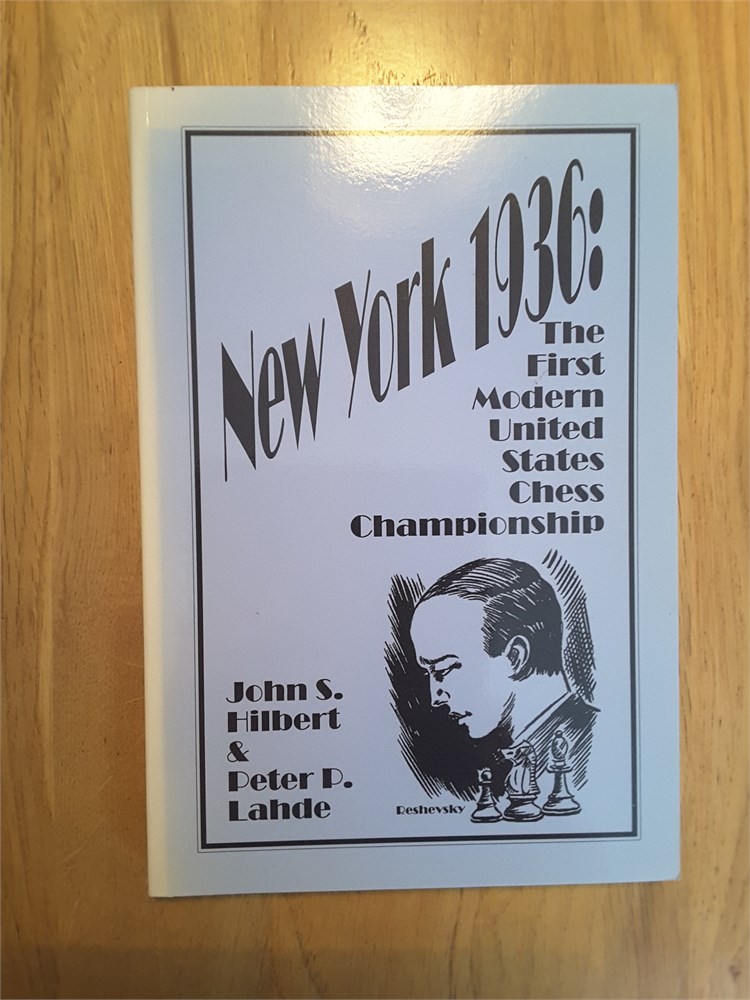 New York 1936:
The
First
Modern
United
States
Chess
Championship
John S.
Hilbert
&
Peter P.
Lahde
Reshevsky